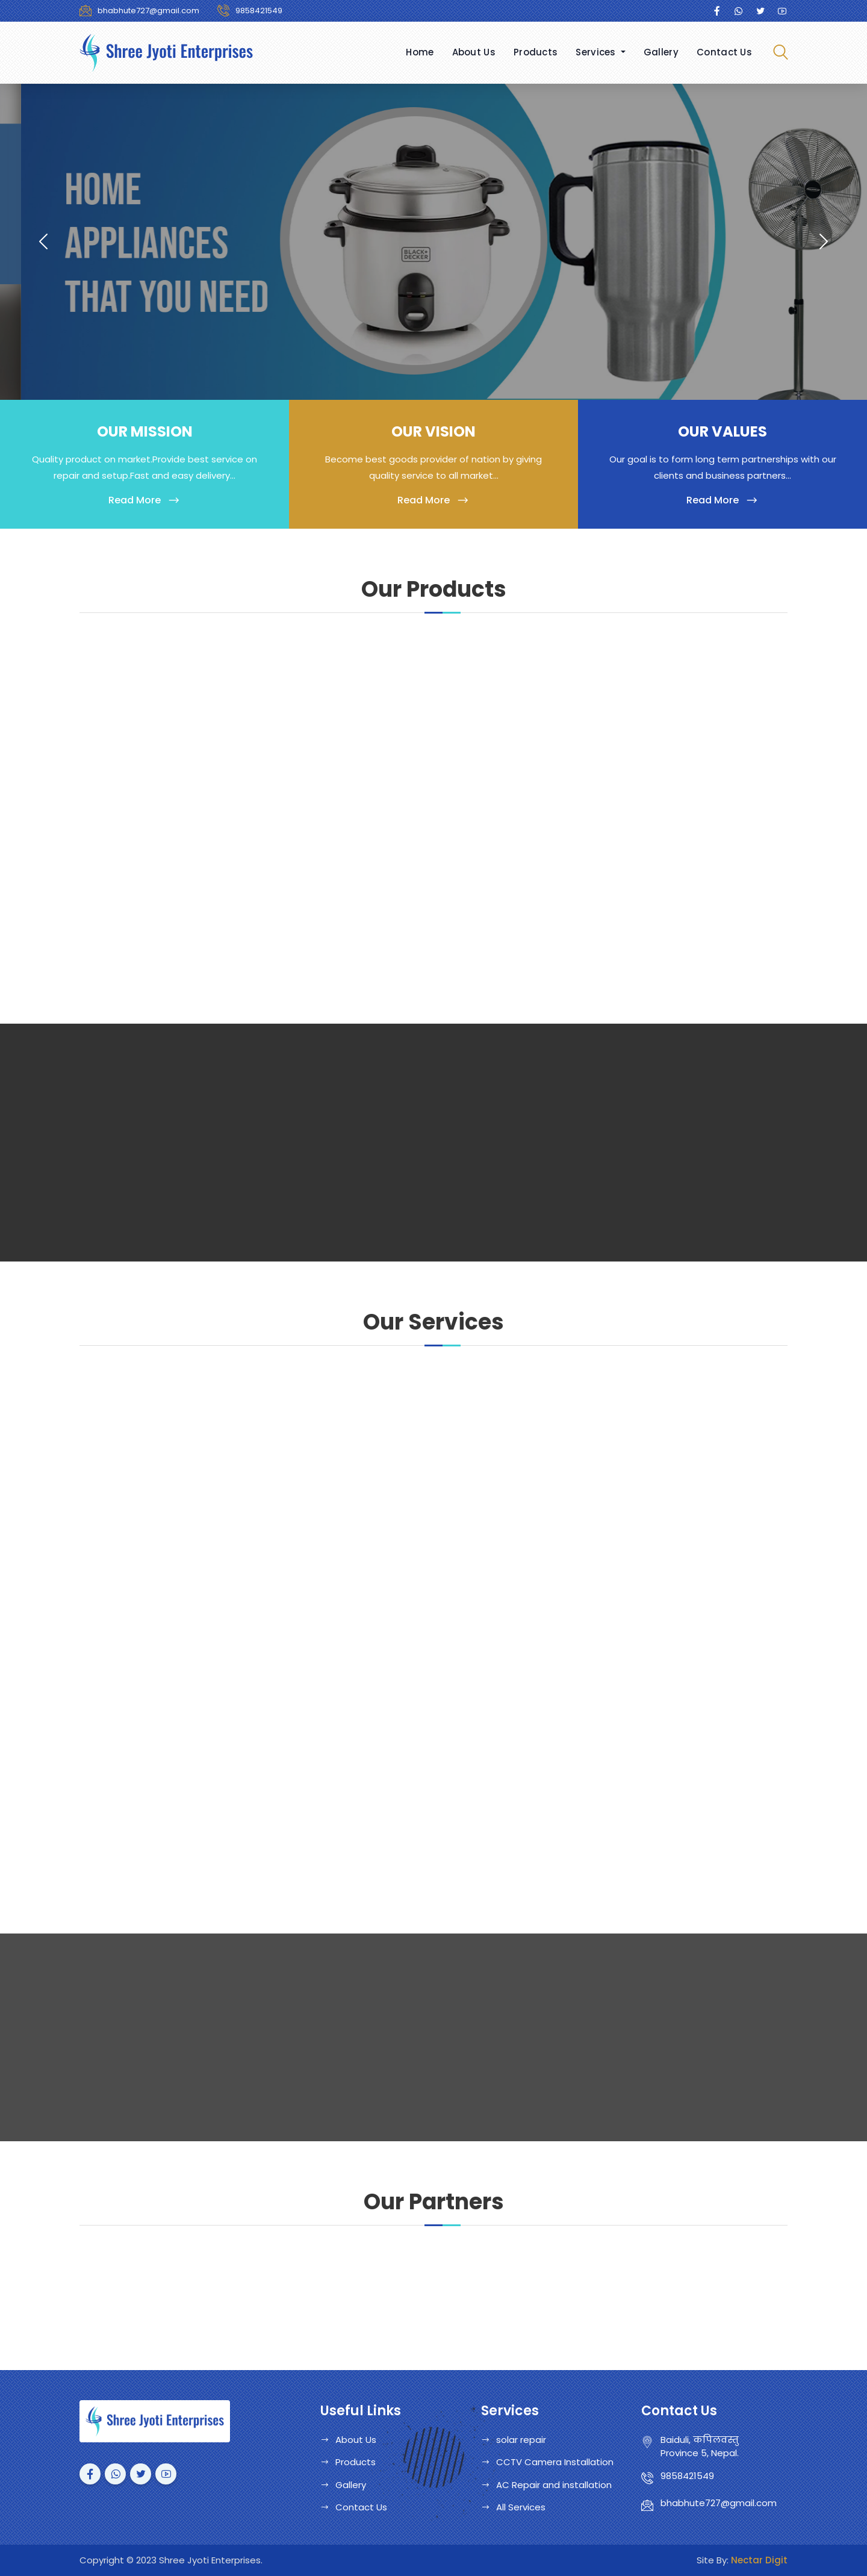 bhabhute727@gmail.com 9858421549
Shree Jyoti Enterprises
Home About Us Products Services Gallery Contact Us
HOME
APPLIANCES
THAT YOU NEED
BLACK+
DECKER
OUR MISSION
Quality product on market.Provide best service on
repair and setup.Fast and easy delivery...
Read More
OUR VISION
Become best goods provider of nation by giving
quality service to all market...
Read More
OUR VALUES
Our goal is to form long term partnerships with our
clients and business partners...
Read More
Our Products
Our Services
Our Partners
Shree Jyoti Enterprises
Useful Links
About Us
Products
Gallery
Contact Us
Services
solar repair
CCTV Camera Installation
AC Repair and installation
All Services
Contact Us
Baiduli, कपिलवस्तु
Province 5, Nepal.
9858421549
bhabhute727@gmail.com
Copyright © 2023 Shree Jyoti Enterprises.
Site By: Nectar Digit